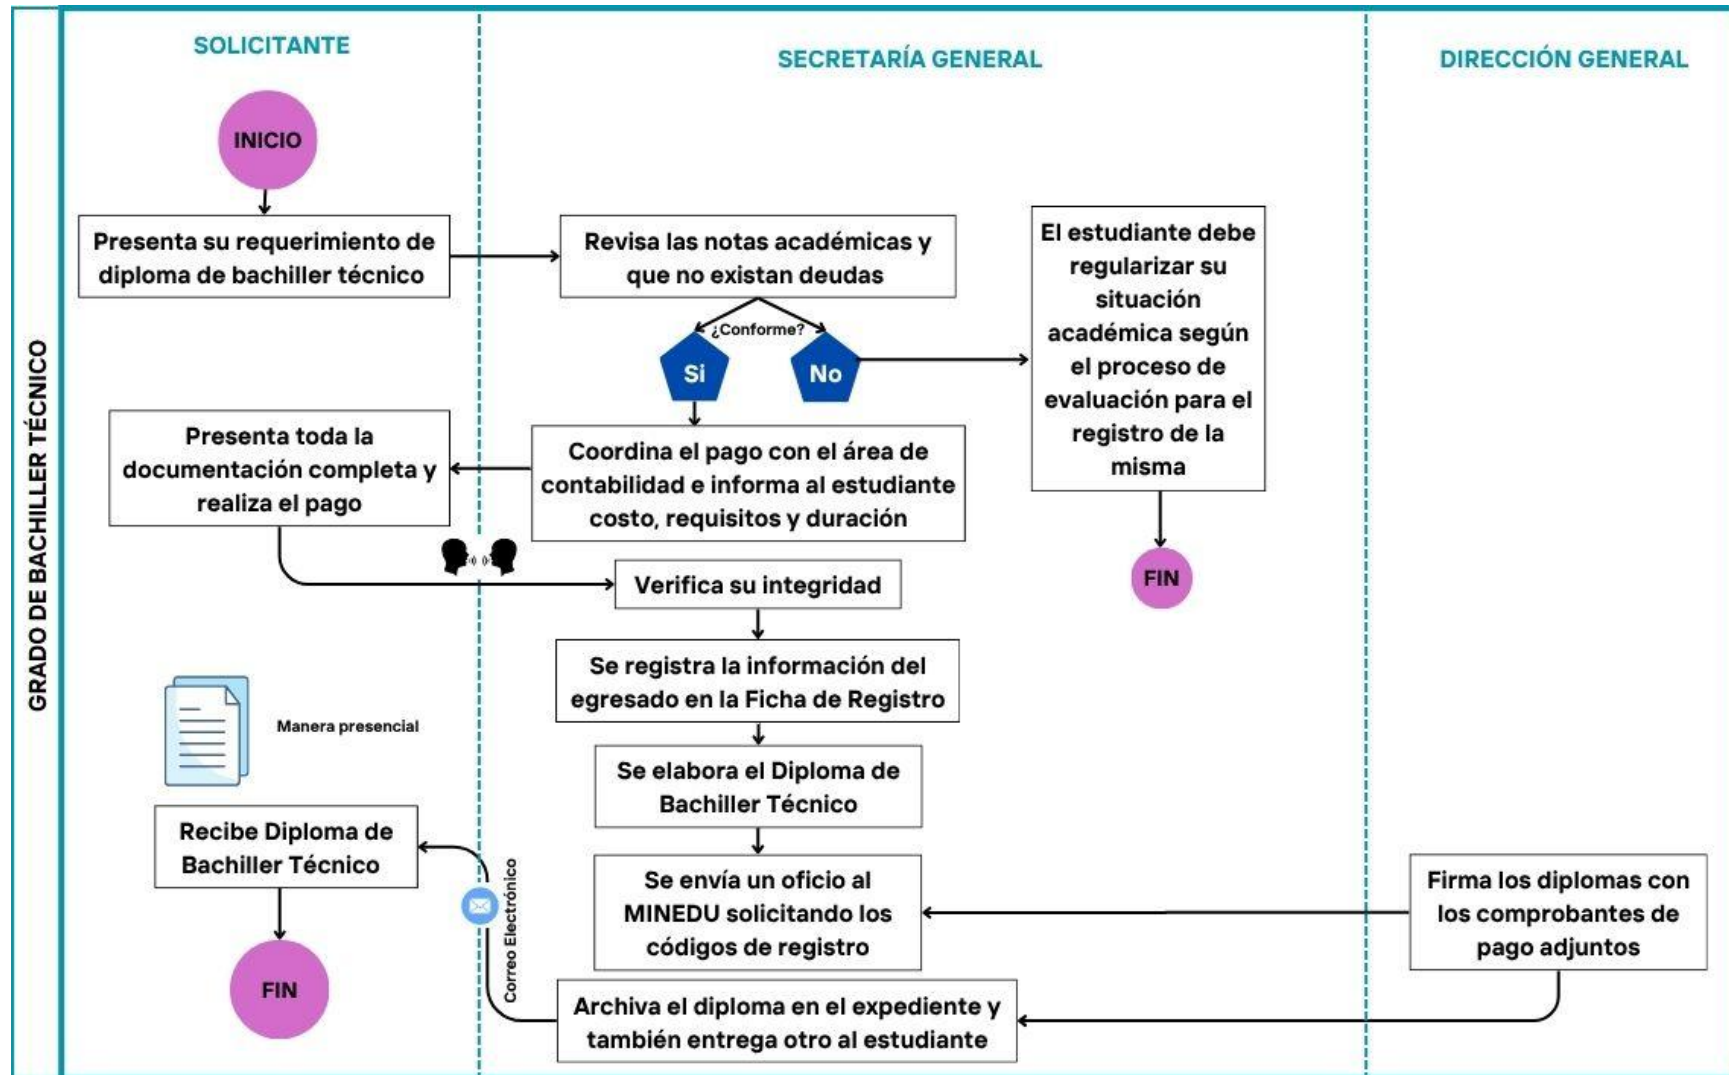 GRADO DE BACHILLER TÉCNICO
SOLICITANTE
SECRETARÍA GENERAL
DIRECCIÓN GENERAL
INICIO
Presenta su requerimiento de
diploma de bachiller técnico
Revisa las notas académicas y
que no existan deudas
¿Conforme?
Si
No
El estudiante debe
regularizar su
situación
académica según
el proceso de
evaluación para el
registro de la
misma
FIN
Coordina el pago con el área de
contabilidad e informa al estudiante
costo, requisitos y duración
Presenta toda la
documentación completa y
realiza el pago
Verifica su integridad
Se registra la información del
egresado en la Ficha de Registro
Manera presencial
Se elabora el Diploma de
Bachiller Técnico
Se envía un oficio al
MINEDU solicitando los
códigos de registro
Firma los diplomas con
los comprobantes de
pago adjuntos
Archiva el diploma en el expediente y
también entrega otro al estudiante
Correo Electrónico
Recibe Diploma de
Bachiller Técnico
FIN